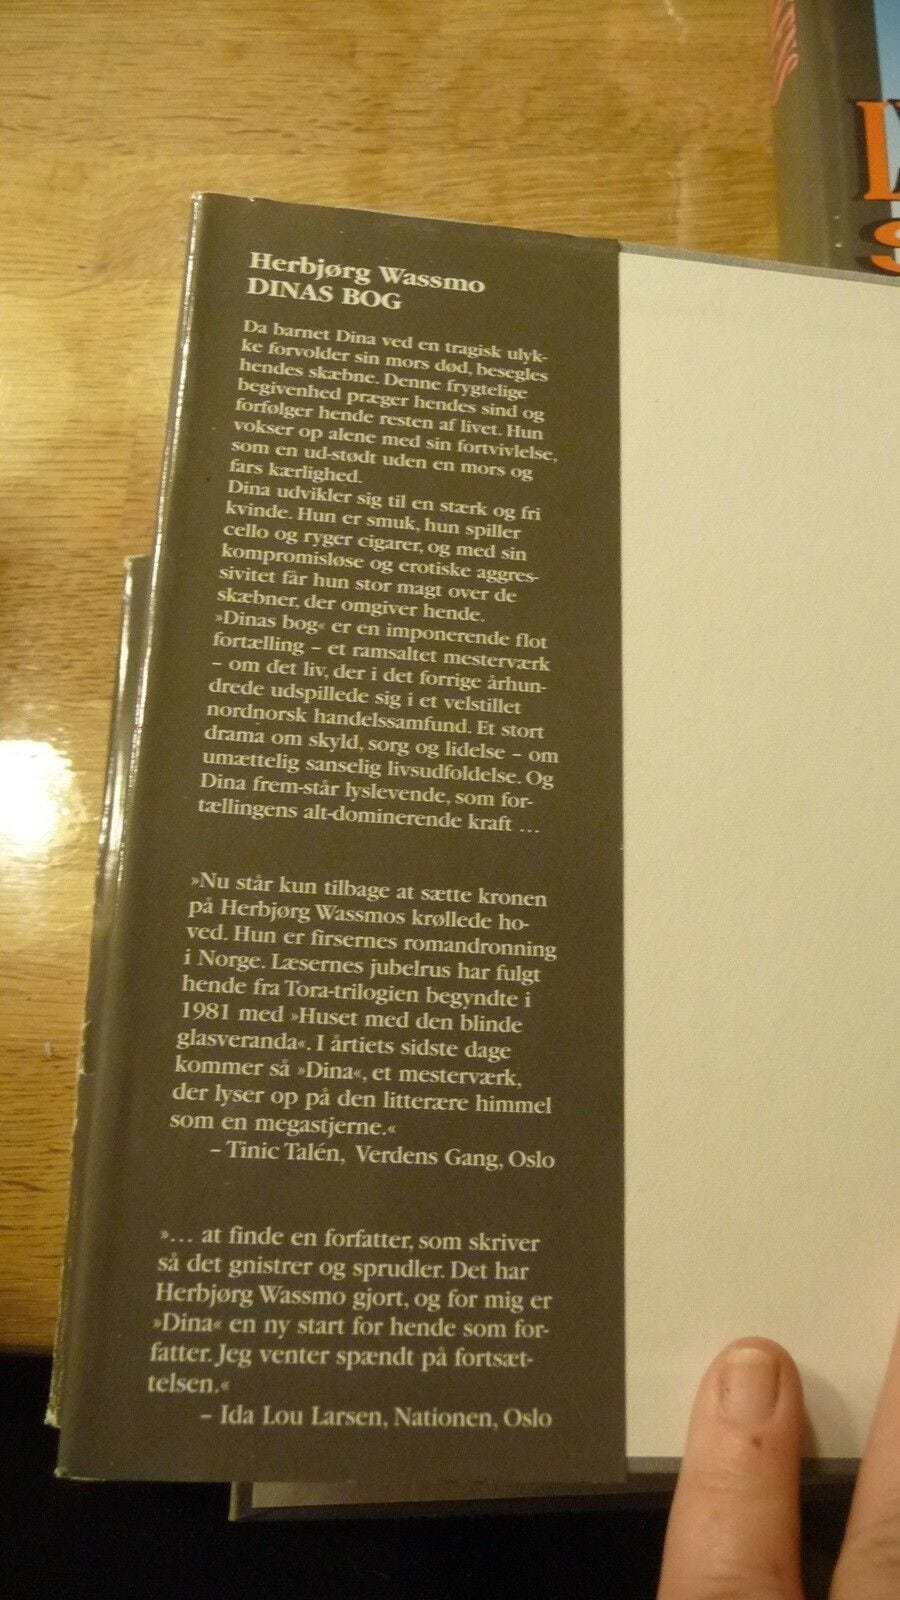 Herbjørg Wassmo
DINAS BOG
Da barnet Dina ved en tragisk ulyk-
ke forvolder sin mors død, besegles
hendes skæbne. Denne frygtelige
begivenhed præger hendes sind og
forfølger hende resten af livet. Hun
vokser op alene med sin fortvivlelse,
som en ud-stødt uden en mors og
fars kærlighed.
Dina udvikler sig til en stærk og fri
kvinde. Hun er smuk, hun spiller
cello og ryger cigarer, og med sin
kompromisløse og erotiske aggres-
sivitet får hun stor magt over de
skæbner, der omgiver hende.
»Dinas bog« er en imponerende flot
fortælling – et ramsaltet mesterværk
– om det liv, der i det forrige århun-
drede udspillede sig i et velstillet
nordnorsk handelssamfund. Et stort
drama om skyld, sorg og lidelse – om
umættelig sanselig livsudfoldelse. Og
Dina frem-står lyslevende, som for-
tællingens alt-dominerende kraft ...
»Nu står kun tilbage at sætte kronen
på Herbjørg Wassmos krøllede ho-
ved. Hun er firsernes romandronning
i Norge. Læsernes jubelrus har fulgt
hende fra Tora-trilogien begyndte i
1981 med »Huset med den blinde
glasveranda«. I årtiets sidste dage
kommer så »Dina«, et mesterværk,
der lyser op på den litterære himmel
som en megastjerne.«
– Tinic Talén, Verdens Gang, Oslo
»... at finde en forfatter, som skriver
så det gnistrer og sprudler. Det har
Herbjørg Wassmo gjort, og for mig er
»Dina« en ny start for hende som for-
fatter. Jeg venter spændt på fortsæt-
telsen.«
– Ida Lou Larsen, Nationen, Oslo